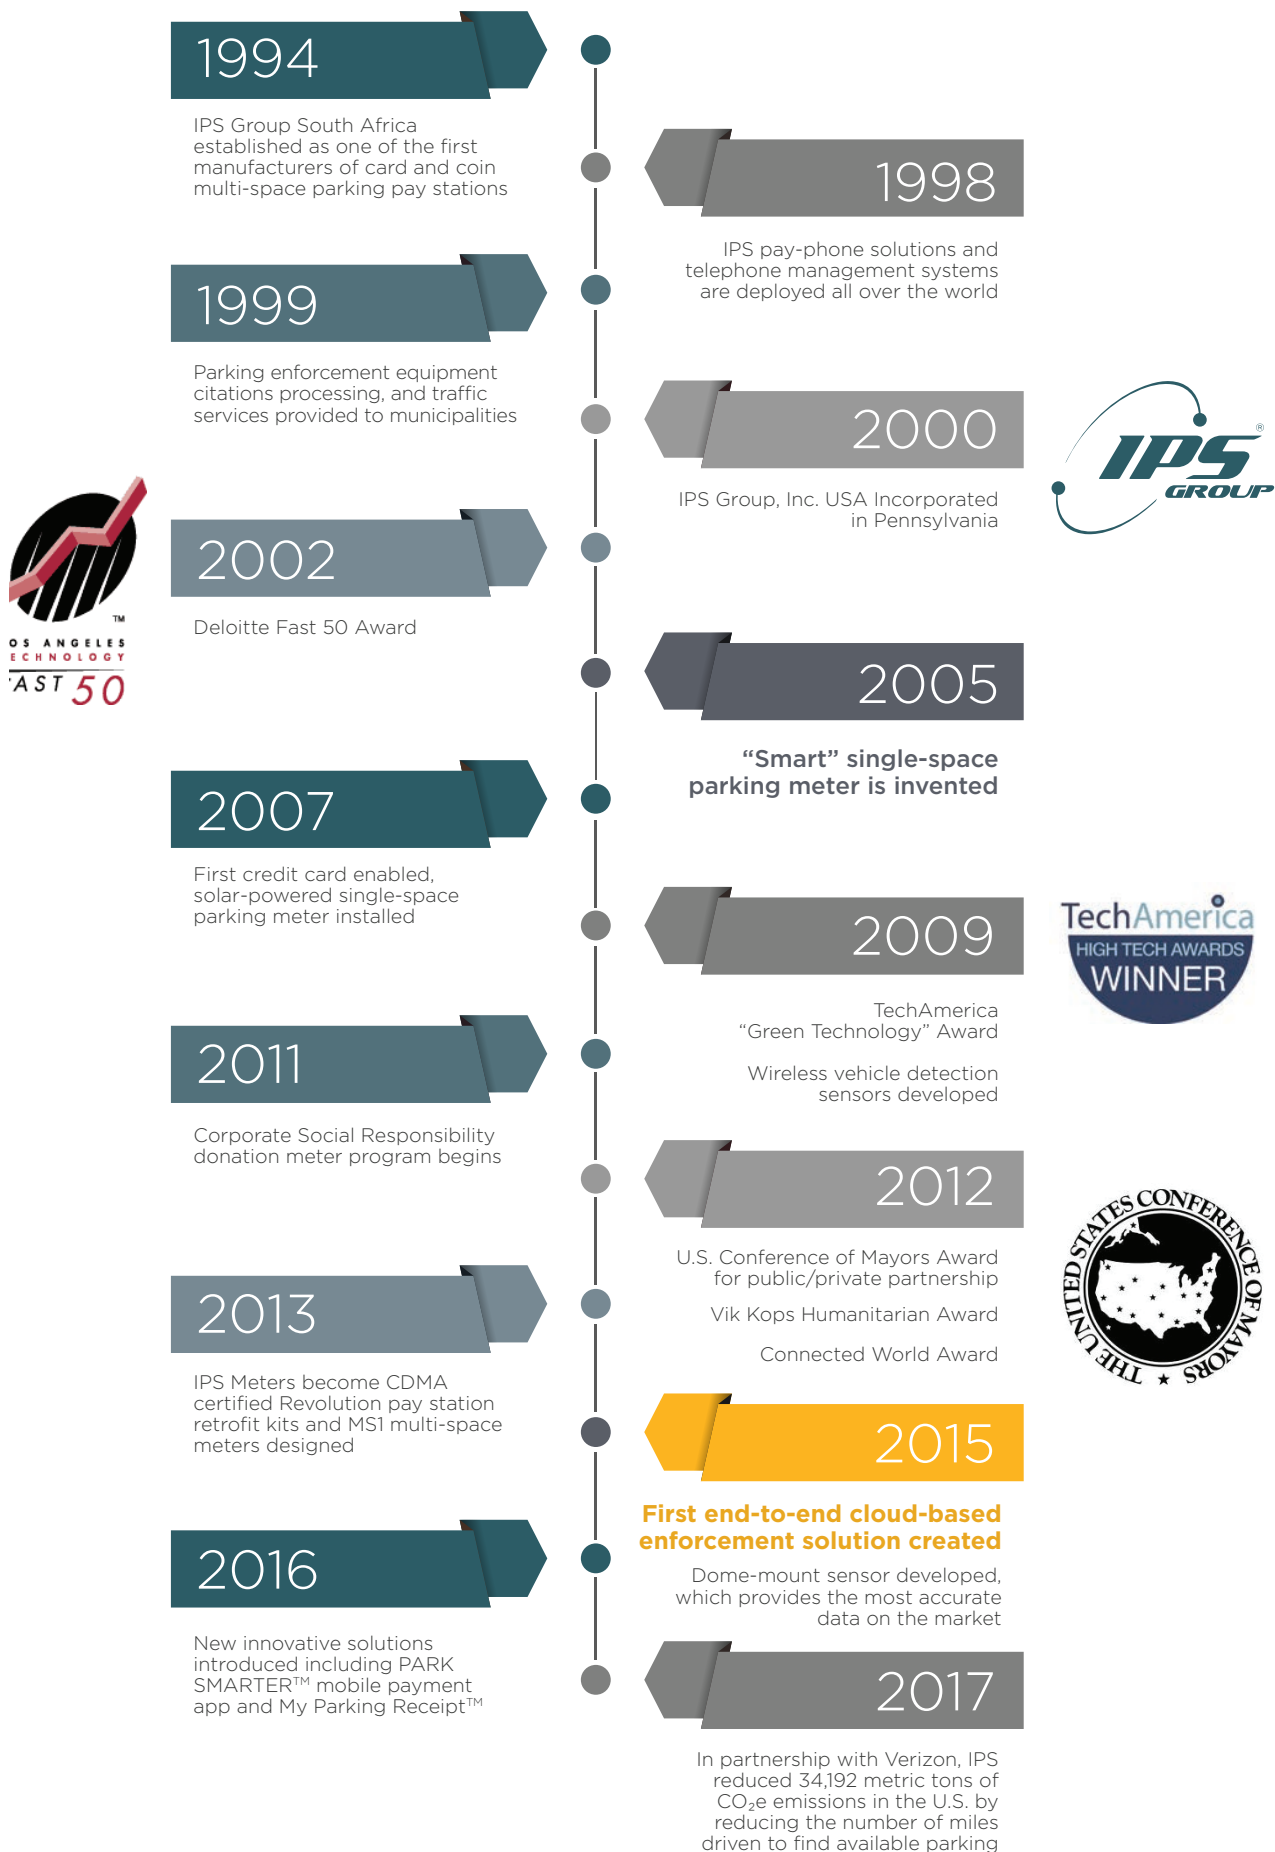 1994
IPS Group South Africa
established as one of the first
manufacturers of card and coin
multi-space parking pay stations
1998
IPS pay-phone solutions and
telephone management systems
are deployed all over the world
1999
Parking enforcement equipment
citations processing, and traffic
services provided to municipalities
2000
IPS Group, Inc. USA Incorporated
in Pennsylvania
IPS®
GROUP
2002
Deloitte Fast 50 Award
TM
OS ANGELES
ECHNOLOGY
AST 50
2005
“Smart” single-space
parking meter is invented
2007
First credit card enabled,
solar-powered single-space
parking meter installed
2009
TechAmerica
“Green Technology” Award
Wireless vehicle detection
sensors developed
TechAmerica
HIGH TECH AWARDS
WINNER
2011
Corporate Social Responsibility
donation meter program begins
2012
U.S. Conference of Mayors Award
for public/private partnership
Vik Kops Humanitarian Award
Connected World Award
THE UNITED STATES CONFERENCE OF MAYORS
2013
IPS Meters become CDMA
certified Revolution pay station
retrofit kits and MS1 multi-space
meters designed
2015
First end-to-end cloud-based
enforcement solution created
Dome-mount sensor developed,
which provides the most accurate
data on the market
2016
New innovative solutions
introduced including PARK
SMARTER™ mobile payment
app and My Parking Receipt™
2017
In partnership with Verizon, IPS
reduced 34,192 metric tons of
CO₂e emissions in the U.S. by
reducing the number of miles
driven to find available parking